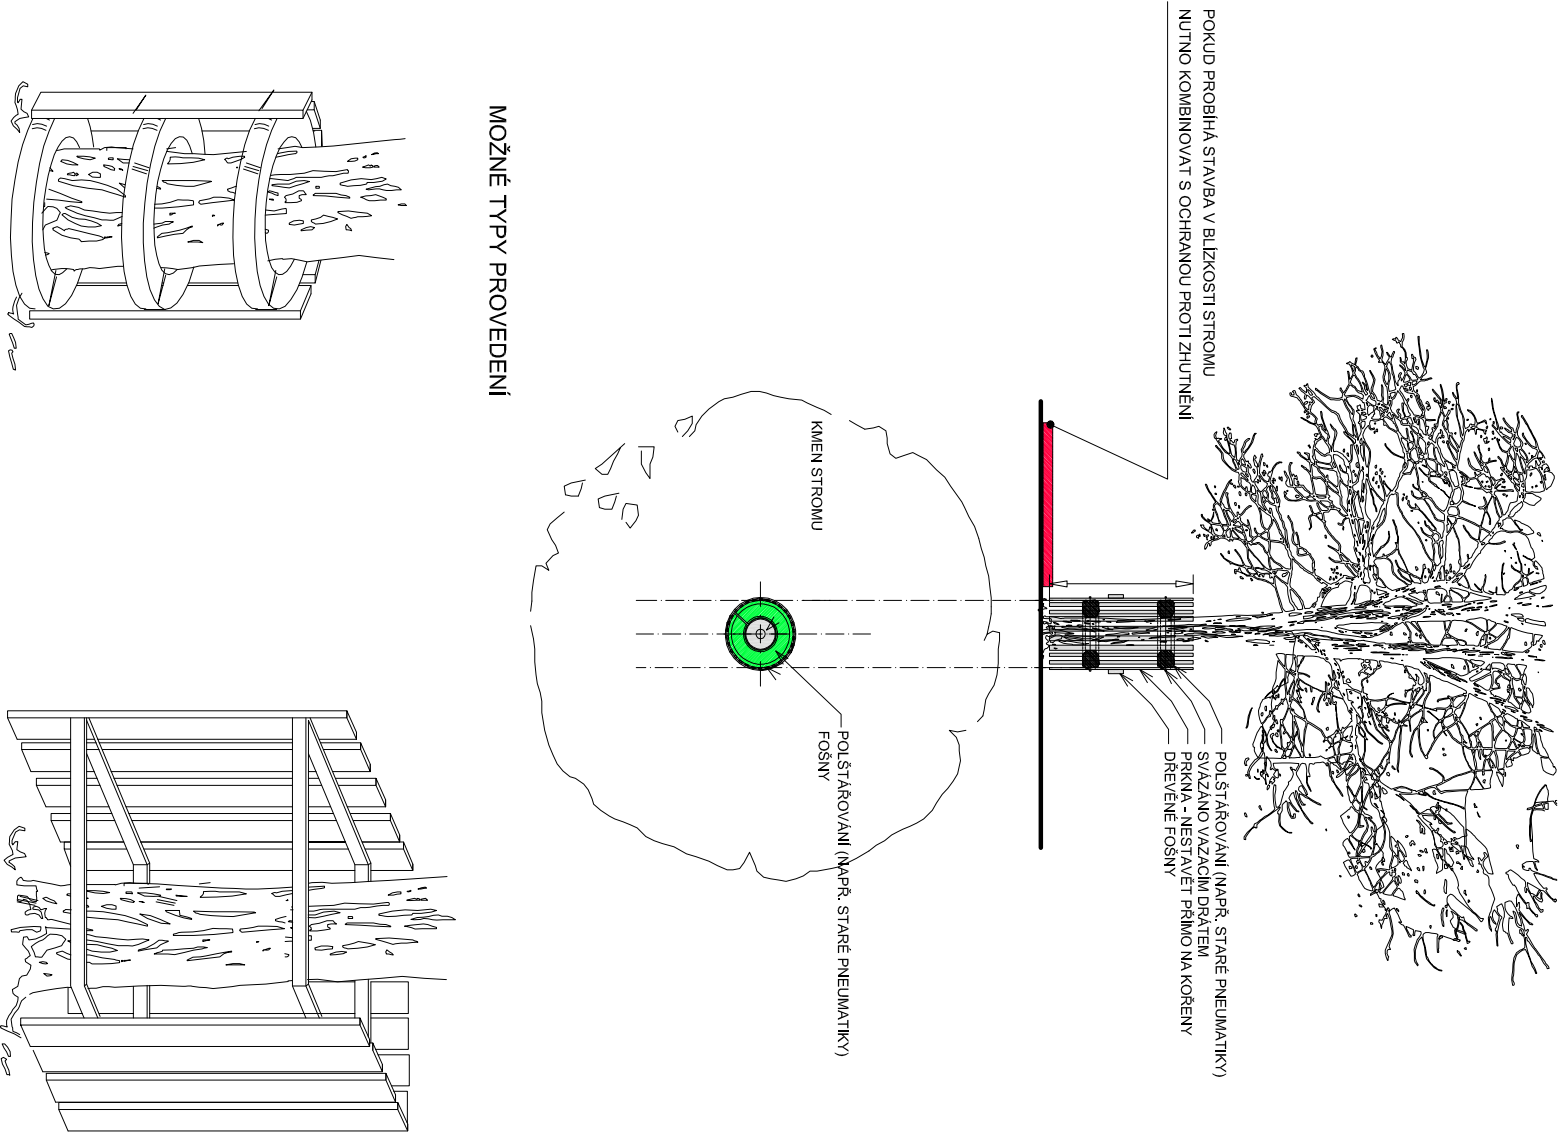 POKUD PROBÍHÁ STAVBA V BLÍZKOSTI STROMU
NUTNO KOMBINOVAT S OCHRANOU PROTI ZHUTNĚNÍ
POLŠTÁŘOVÁNÍ (NAPŘ. STARÉ PNEUMATIKY)
SVÁZÁNO VAZACÍM DRÁTEM
PRKNA - NESTAVĚT PŘÍMO NA KOŘENY
DŘEVĚNÉ FOŠNY
KMEN STROMU
POLŠTÁŘOVÁNÍ (NAPŘ. STARÉ PNEUMATIKY)
FOŠNY
MOŽNÉ TYPY PROVEDENÍ